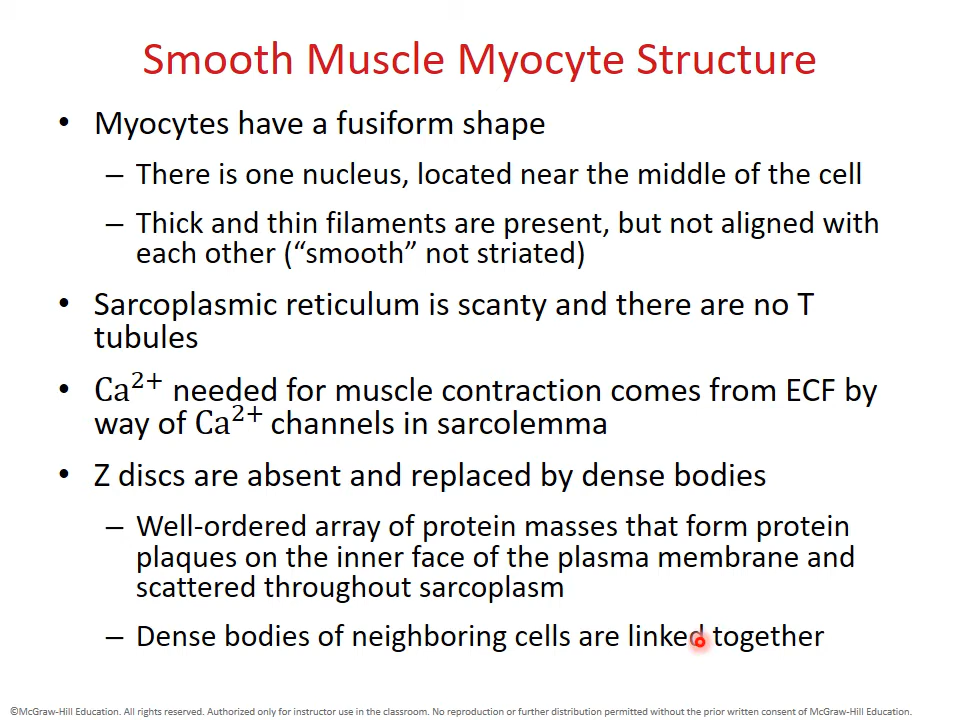 Smooth Muscle Myocyte Structure
• Myocytes have a fusiform shape
– There is one nucleus, located near the middle of the cell
– Thick and thin filaments are present, but not aligned with
each other (“smooth” not striated)
• Sarcoplasmic reticulum is scanty and there are no T
tubules
• Ca²⁺ needed for muscle contraction comes from ECF by
way of Ca²⁺ channels in sarcolemma
• Z discs are absent and replaced by dense bodies
– Well-ordered array of protein masses that form protein
plaques on the inner face of the plasma membrane and
scattered throughout sarcoplasm
– Dense bodies of neighboring cells are linked together
©McGraw-Hill Education. All rights reserved. Authorized only for instructor use in the classroom. No reproduction or further distribution permitted without the prior written consent of McGraw-Hill Education.